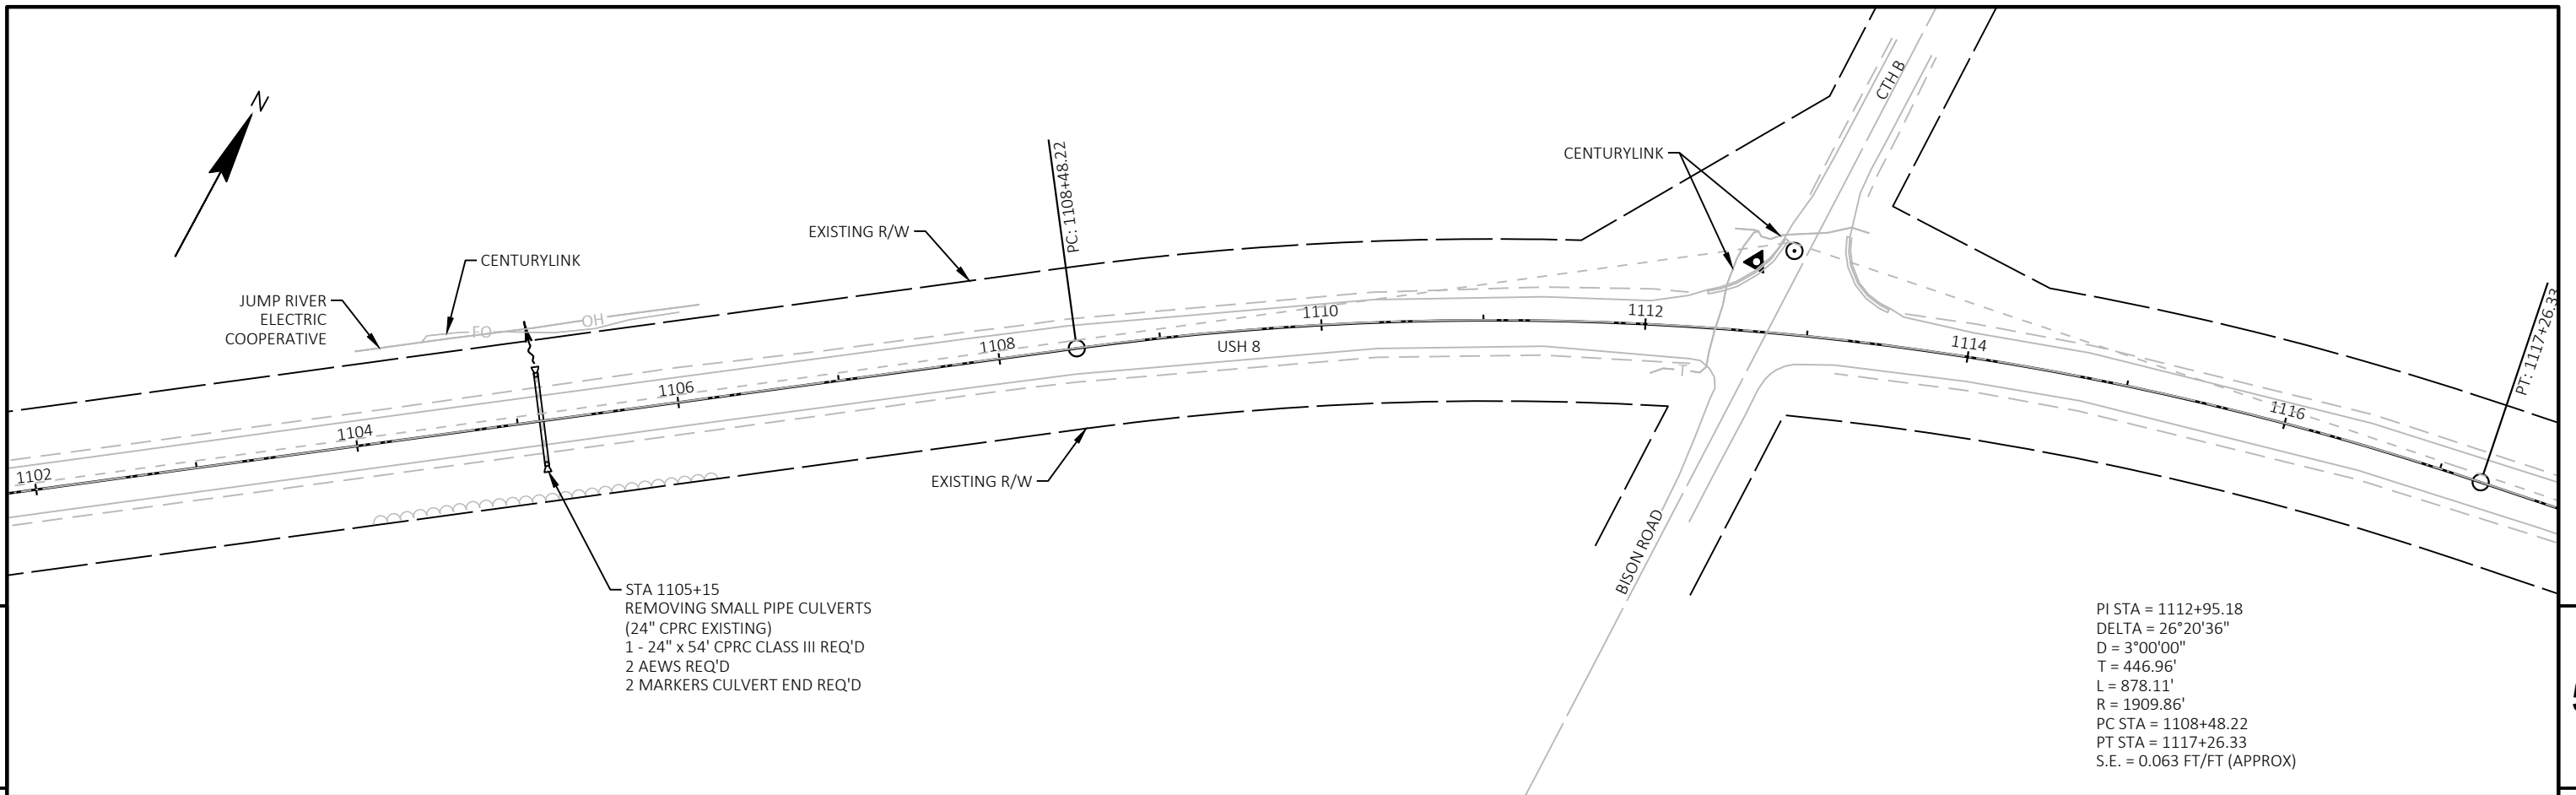 N
CTH B
PC: 1108+48.22
CENTURYLINK
EXISTING R/W
CENTURYLINK
JUMP RIVER
ELECTRIC
COOPERATIVE
FO
OH
PT: 1117+26.33
1102
1104
1106
1108
1110
1112
1114
1116
USH 8
T
EXISTING R/W
BISON ROAD
STA 1105+15
REMOVING SMALL PIPE CULVERTS
(24" CPRC EXISTING)
1 - 24" x 54' CPRC CLASS III REQ'D
2 AEWS REQ'D
2 MARKERS CULVERT END REQ'D
PI STA = 1112+95.18
DELTA = 26°20'36"
D = 3°00'00"
T = 446.96'
L = 878.11'
R = 1909.86'
PC STA = 1108+48.22
PT STA = 1117+26.33
S.E. = 0.063 FT/FT (APPROX)